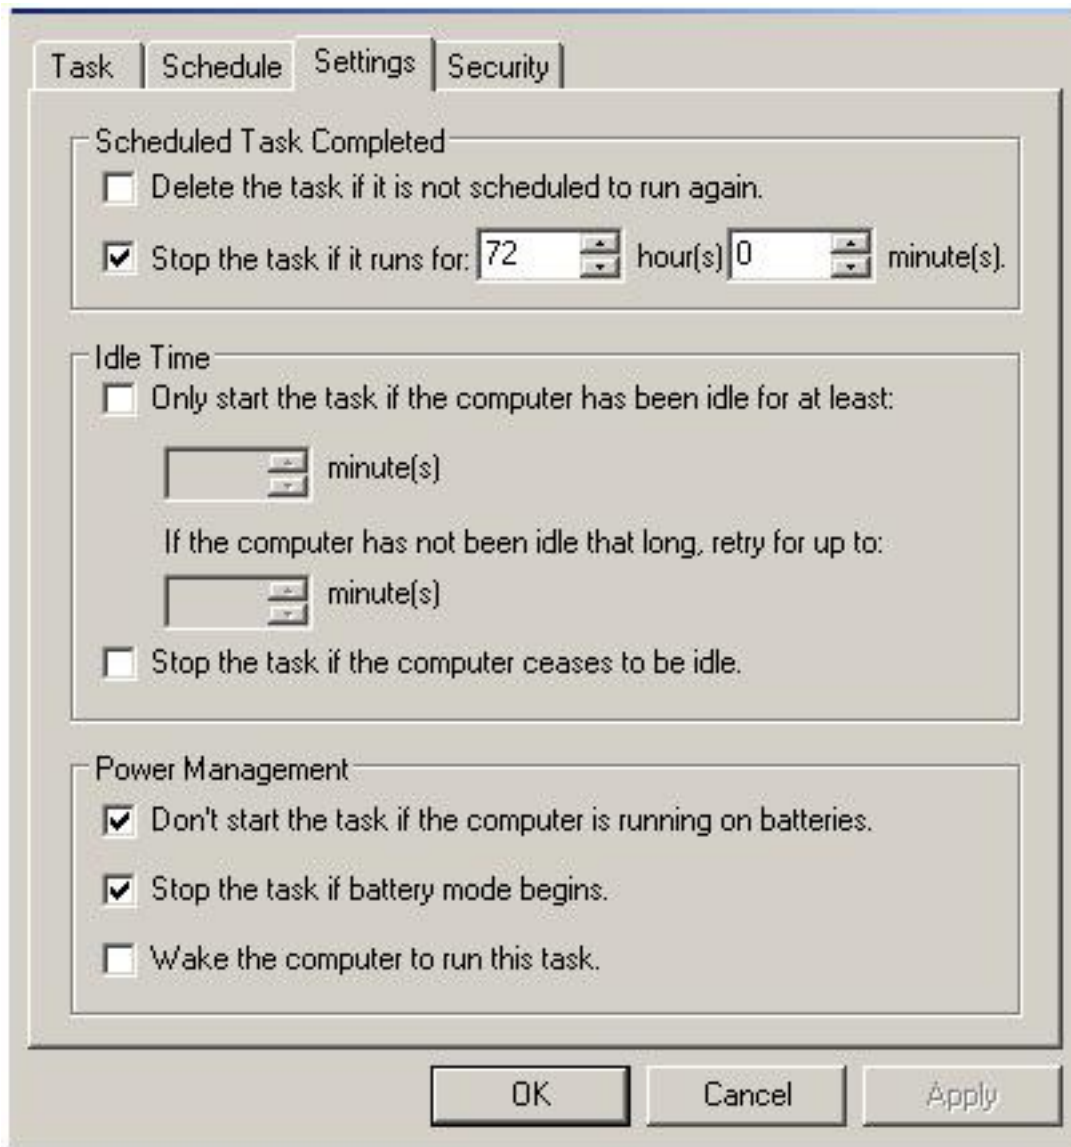 Task Schedule Settings Security
Scheduled Task Completed
Delete the task if it is not scheduled to run again.
Stop the task if it runs for: 72 hour(s) 0 minute(s).
Idle Time
Only start the task if the computer has been idle for at least:
minute(s)
If the computer has not been idle that long, retry for up to:
minute(s)
Stop the task if the computer ceases to be idle.
Power Management
Don't start the task if the computer is running on batteries.
Stop the task if battery mode begins.
Wake the computer to run this task.
OK Cancel Apply